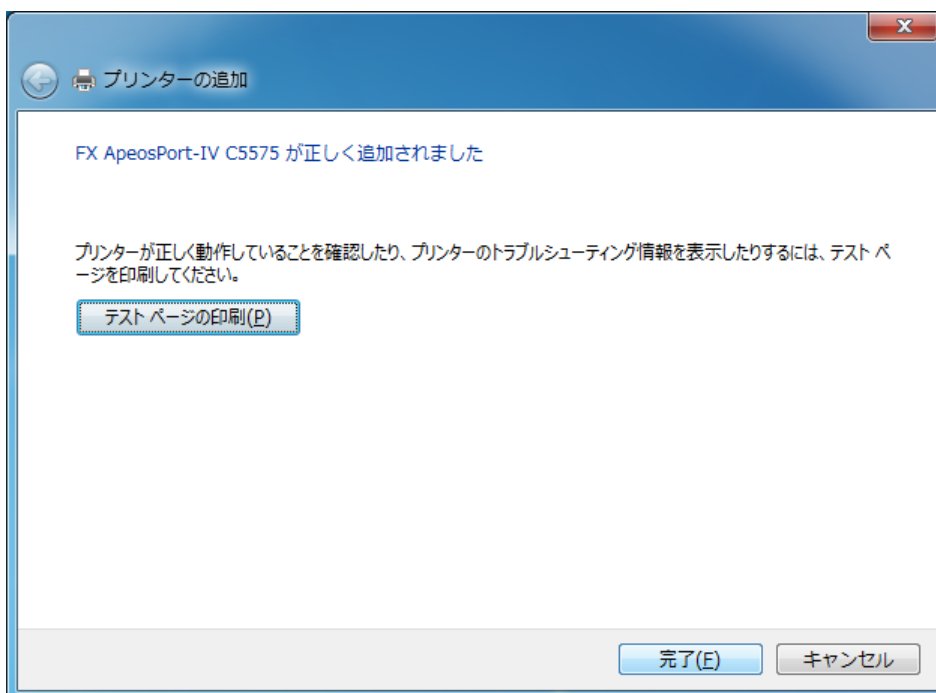 プリンターの追加
FX ApeosPort-IV C5575 が正しく追加されました
プリンターが正しく動作していることを確認したり、プリンターのトラブルシューティング情報を表示したりするには、テスト ペ
ージを印刷してください。
テスト ページの印刷(P)
完了(F)
キャンセル